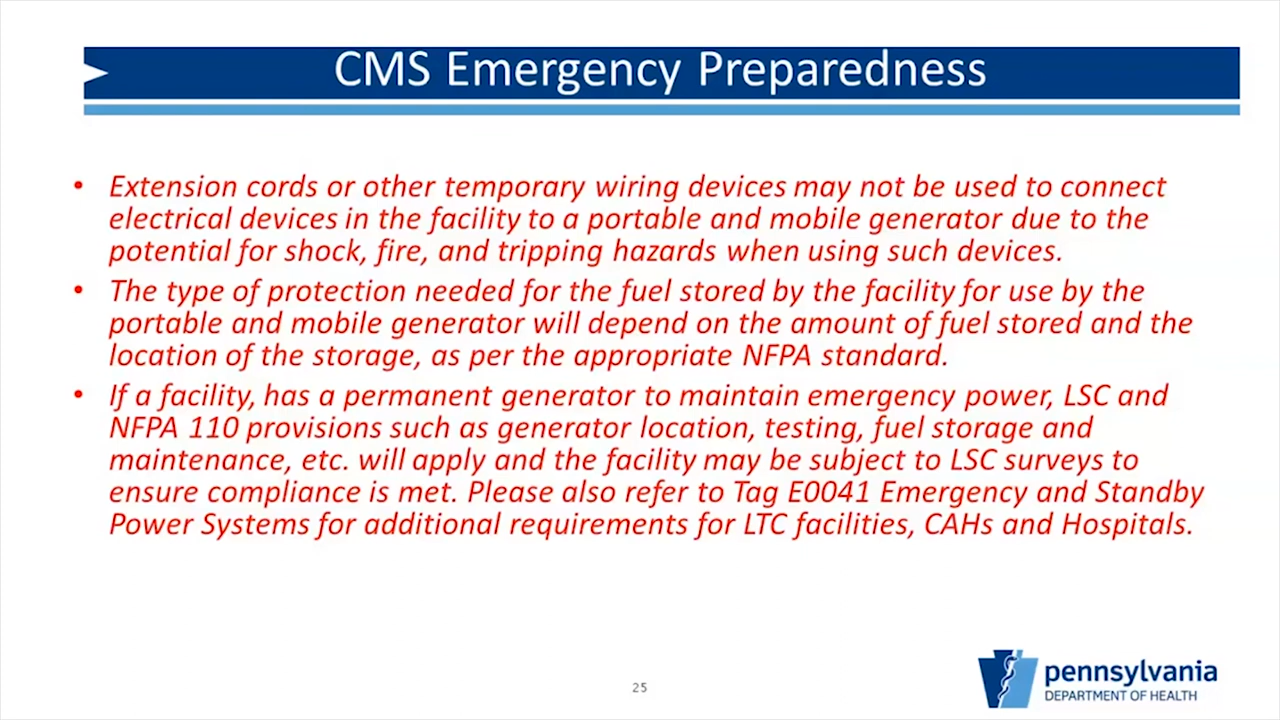 CMS Emergency Preparedness
• Extension cords or other temporary wiring devices may not be used to connect
electrical devices in the facility to a portable and mobile generator due to the
potential for shock, fire, and tripping hazards when using such devices.
• The type of protection needed for the fuel stored by the facility for use by the
portable and mobile generator will depend on the amount of fuel stored and the
location of the storage, as per the appropriate NFPA standard.
• If a facility, has a permanent generator to maintain emergency power, LSC and
NFPA 110 provisions such as generator location, testing, fuel storage and
maintenance, etc. will apply and the facility may be subject to LSC surveys to
ensure compliance is met. Please also refer to Tag E0041 Emergency and Standby
Power Systems for additional requirements for LTC facilities, CAHs and Hospitals.
25
pennsylvania
DEPARTMENT OF HEALTH